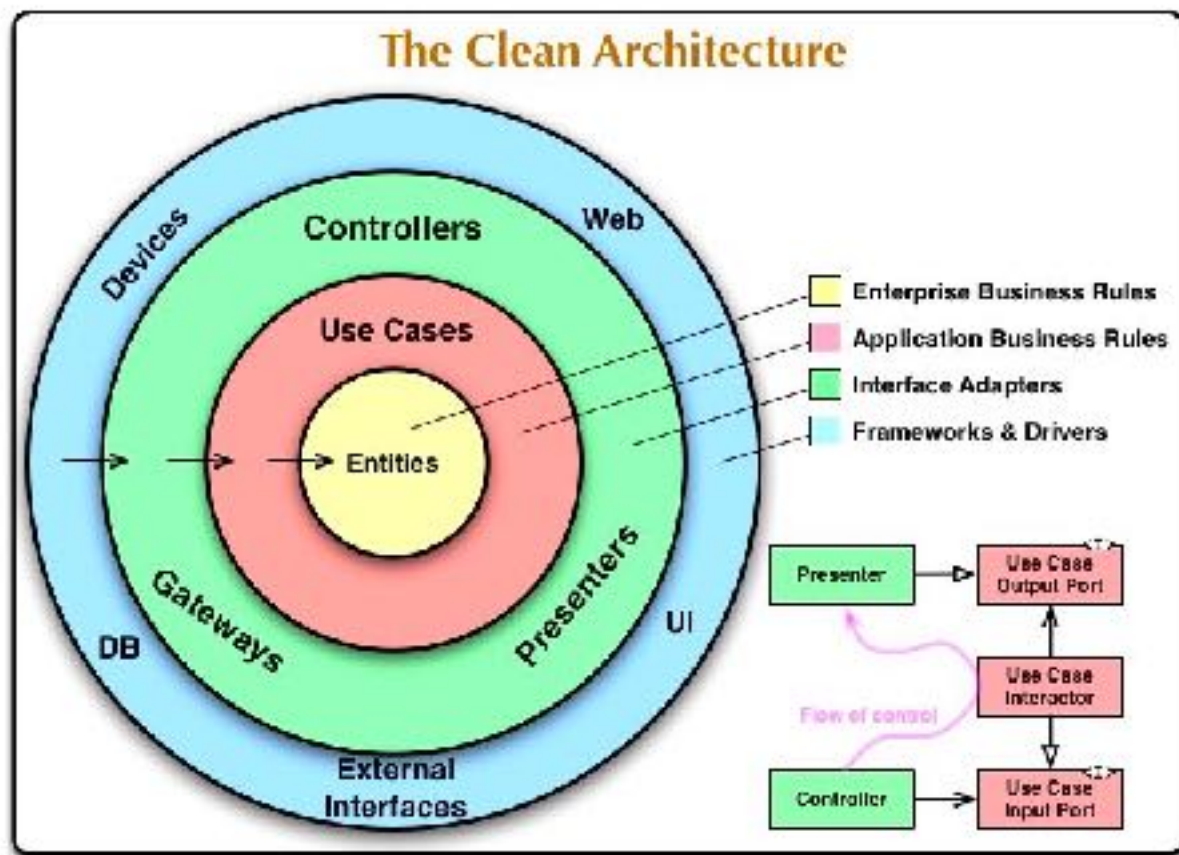 The Clean Architecture
Devices
Controllers
Web
Use Cases
Entities
Gateways
Presenters
DB
UI
External
Interfaces
Enterprise Business Rules
Application Business Rules
Interface Adapters
Frameworks & Drivers
Presenter
Use Case
Output Port
Flow of control
Use Case
Interactor
Controller
Use Case
Input Port